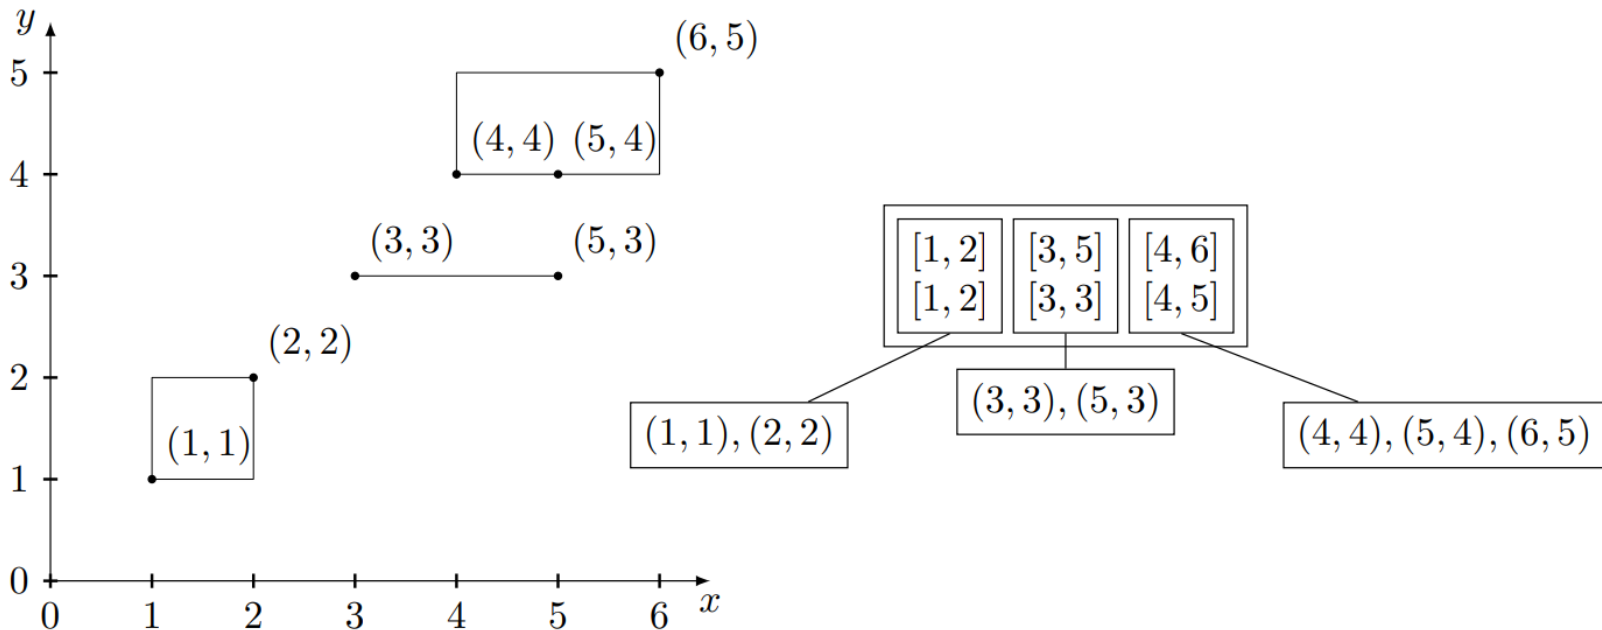 y
(6, 5)
5
(4, 4) (5, 4)
4
(3, 3) (5, 3)
3
(2, 2)
2
(1, 1)
1
0
0 1 2 3 4 5 6 x
[1, 2] [3, 5] [4, 6]
[1, 2] [3, 3] [4, 5]
(3, 3), (5, 3)
(1, 1), (2, 2)
(4, 4), (5, 4), (6, 5)